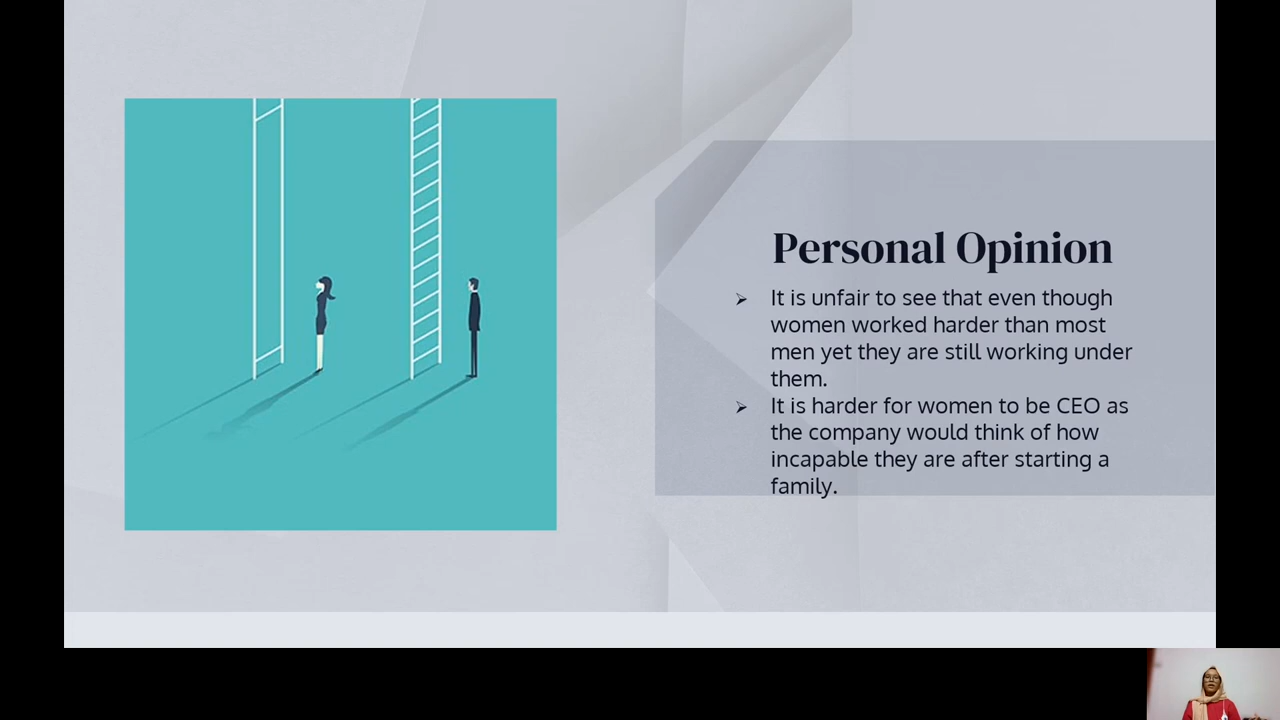 Personal Opinion
➢ It is unfair to see that even though
women worked harder than most
men yet they are still working under
them.
➢ It is harder for women to be CEO as
the company would think of how
incapable they are after starting a
family.